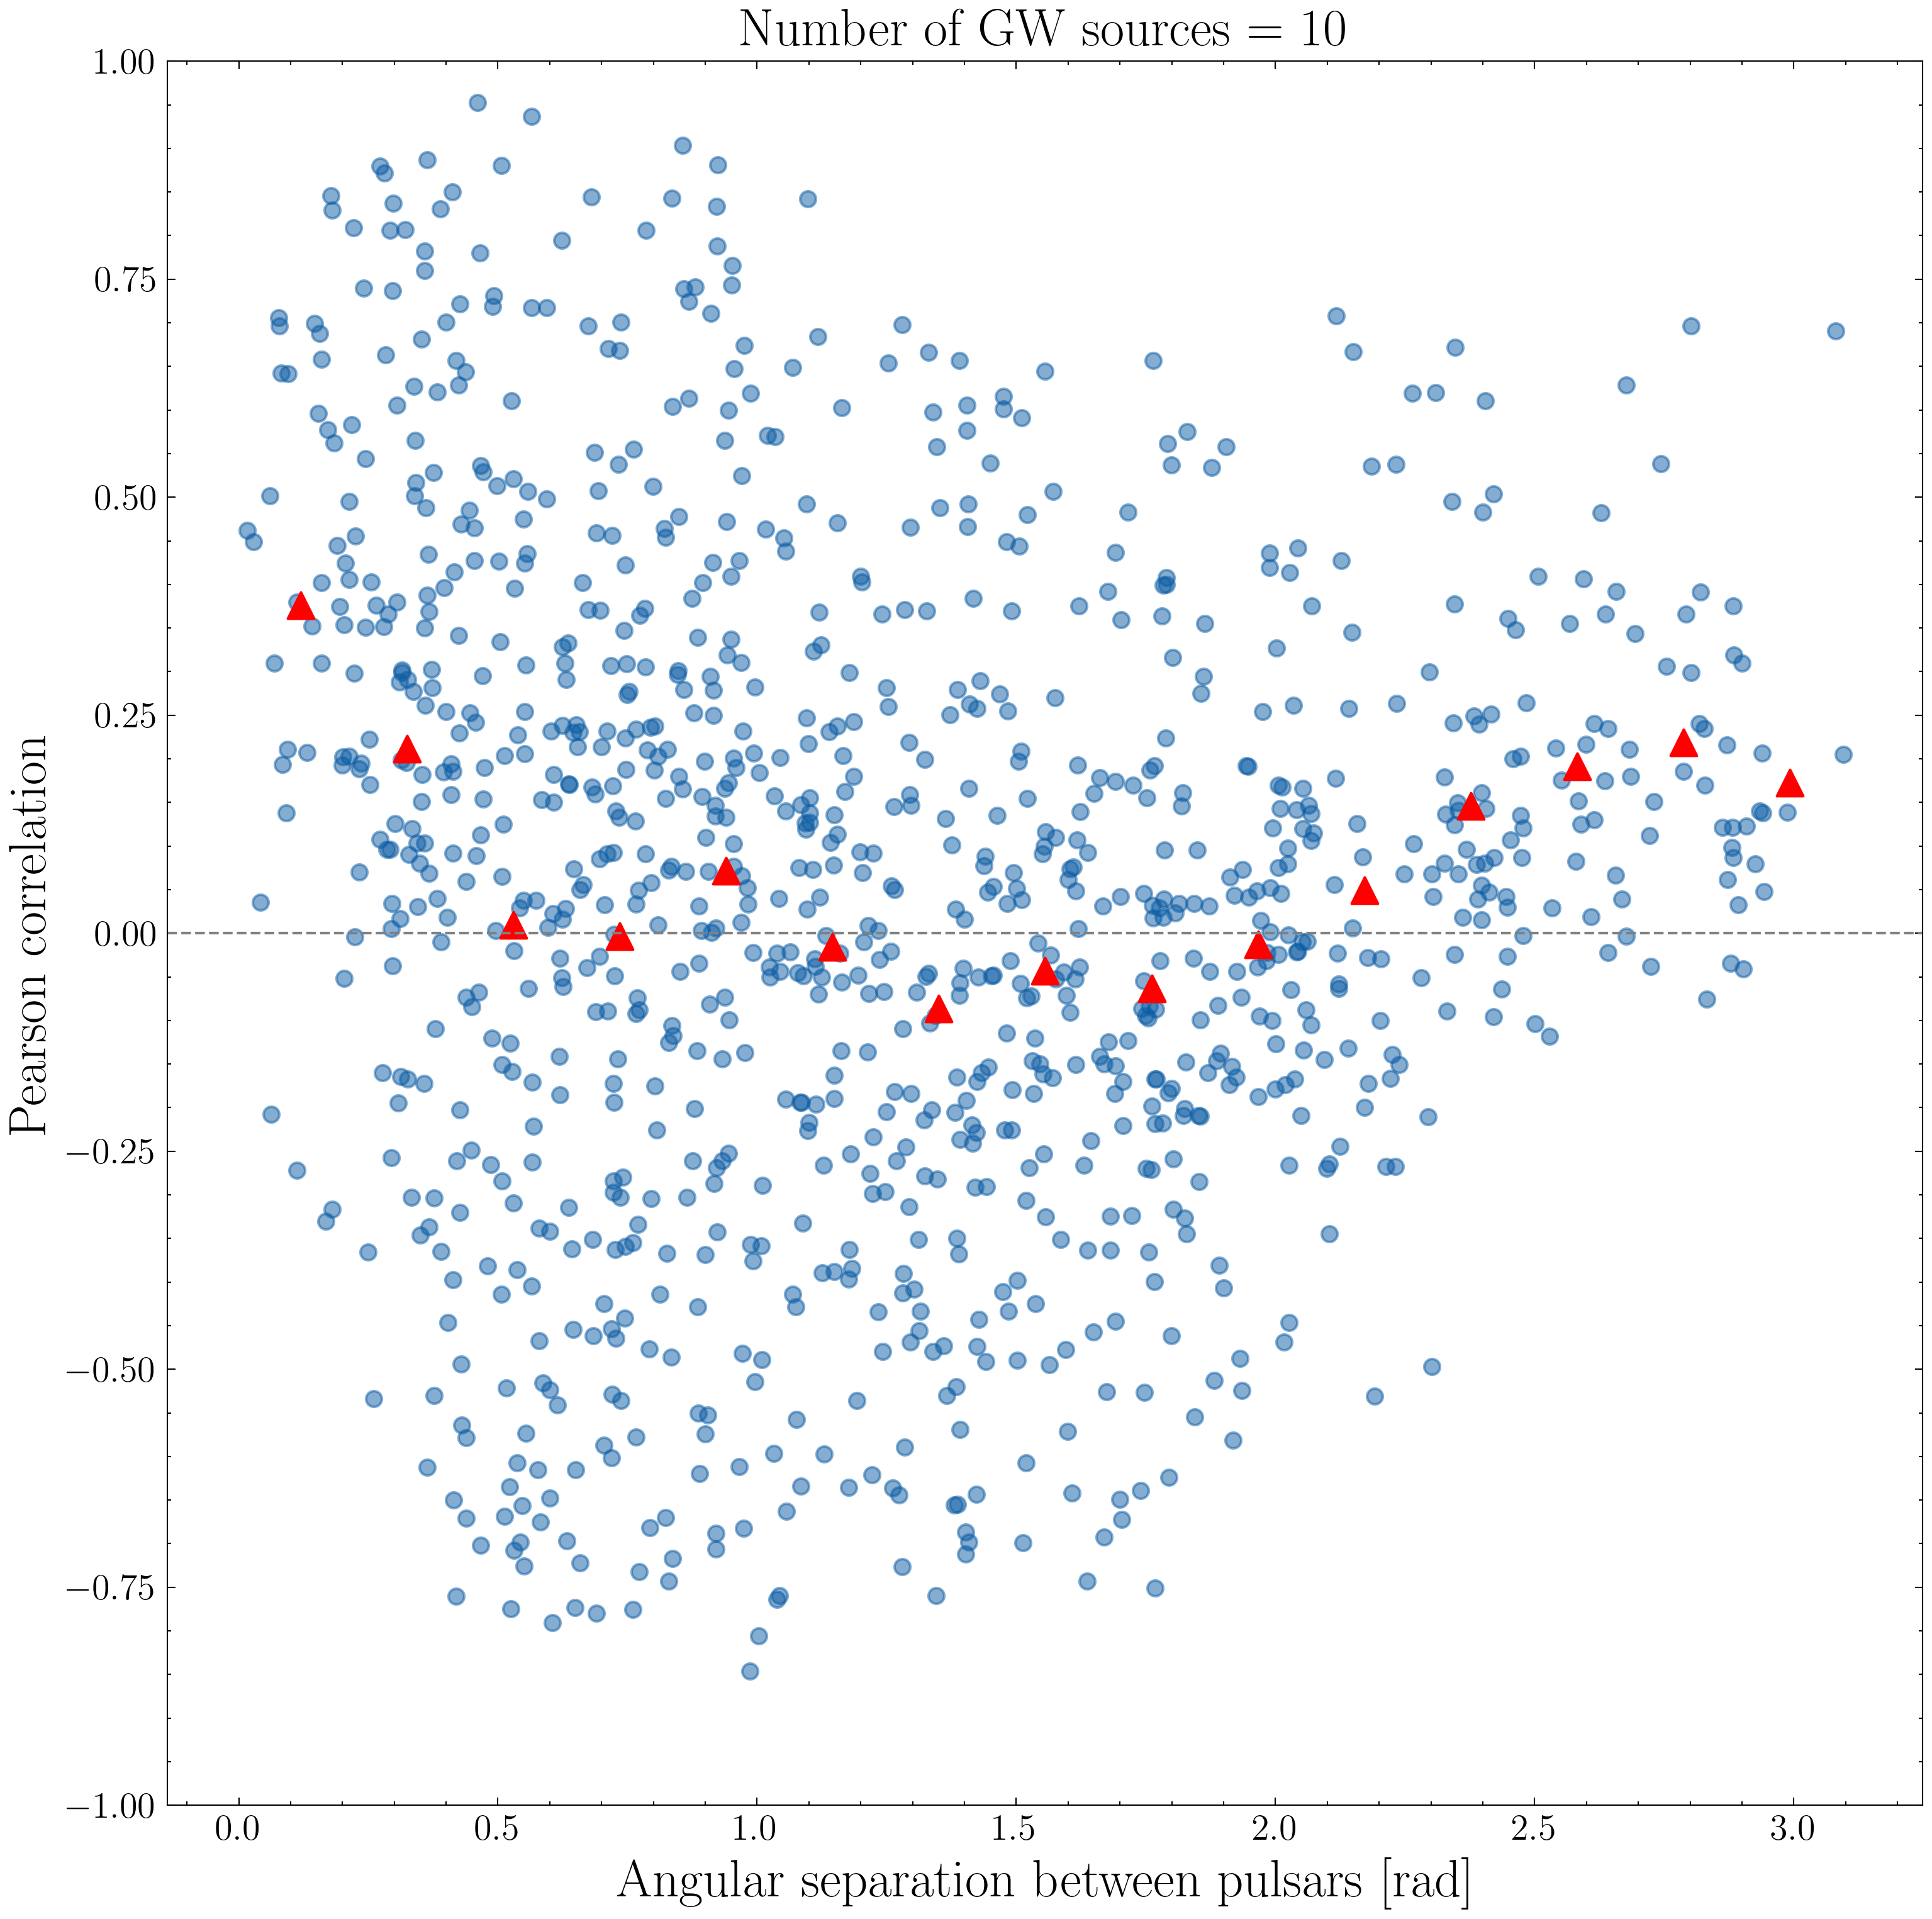 Number of GW sources = 10
1.00
0.75
0.50
0.25
0.00
−0.25
−0.50
−0.75
−1.00
Pearson correlation
0.0 0.5 1.0 1.5 2.0 2.5 3.0
Angular separation between pulsars [rad]